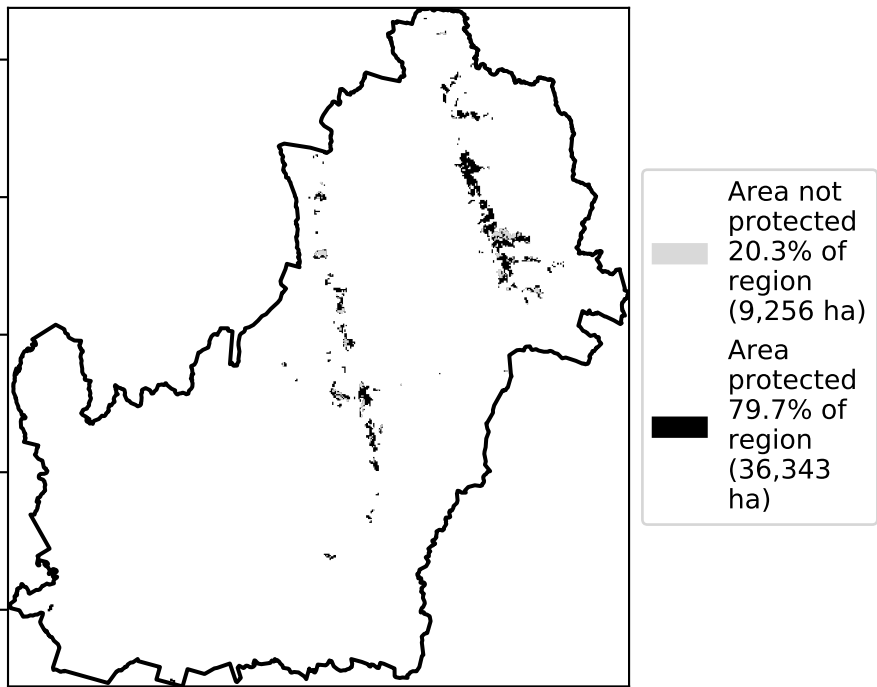 Area not
protected
20.3% of
region
(9,256 ha)
Area
protected
79.7% of
region
(36,343
ha)